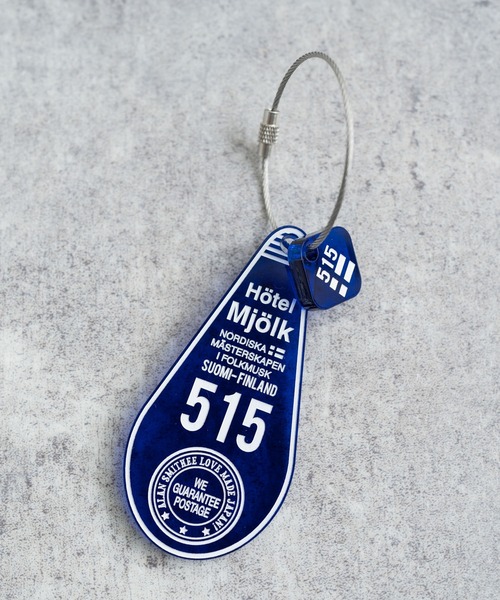 Hötel
Mjölk
NORDISKA
MÄSTERSKAPEN
I FOLKMUSK
SUOMI-FINLAND
515
ALAN SMITHEE LOVE MADE JAPAN!
WE
GUARANTEE
POSTAGE
515